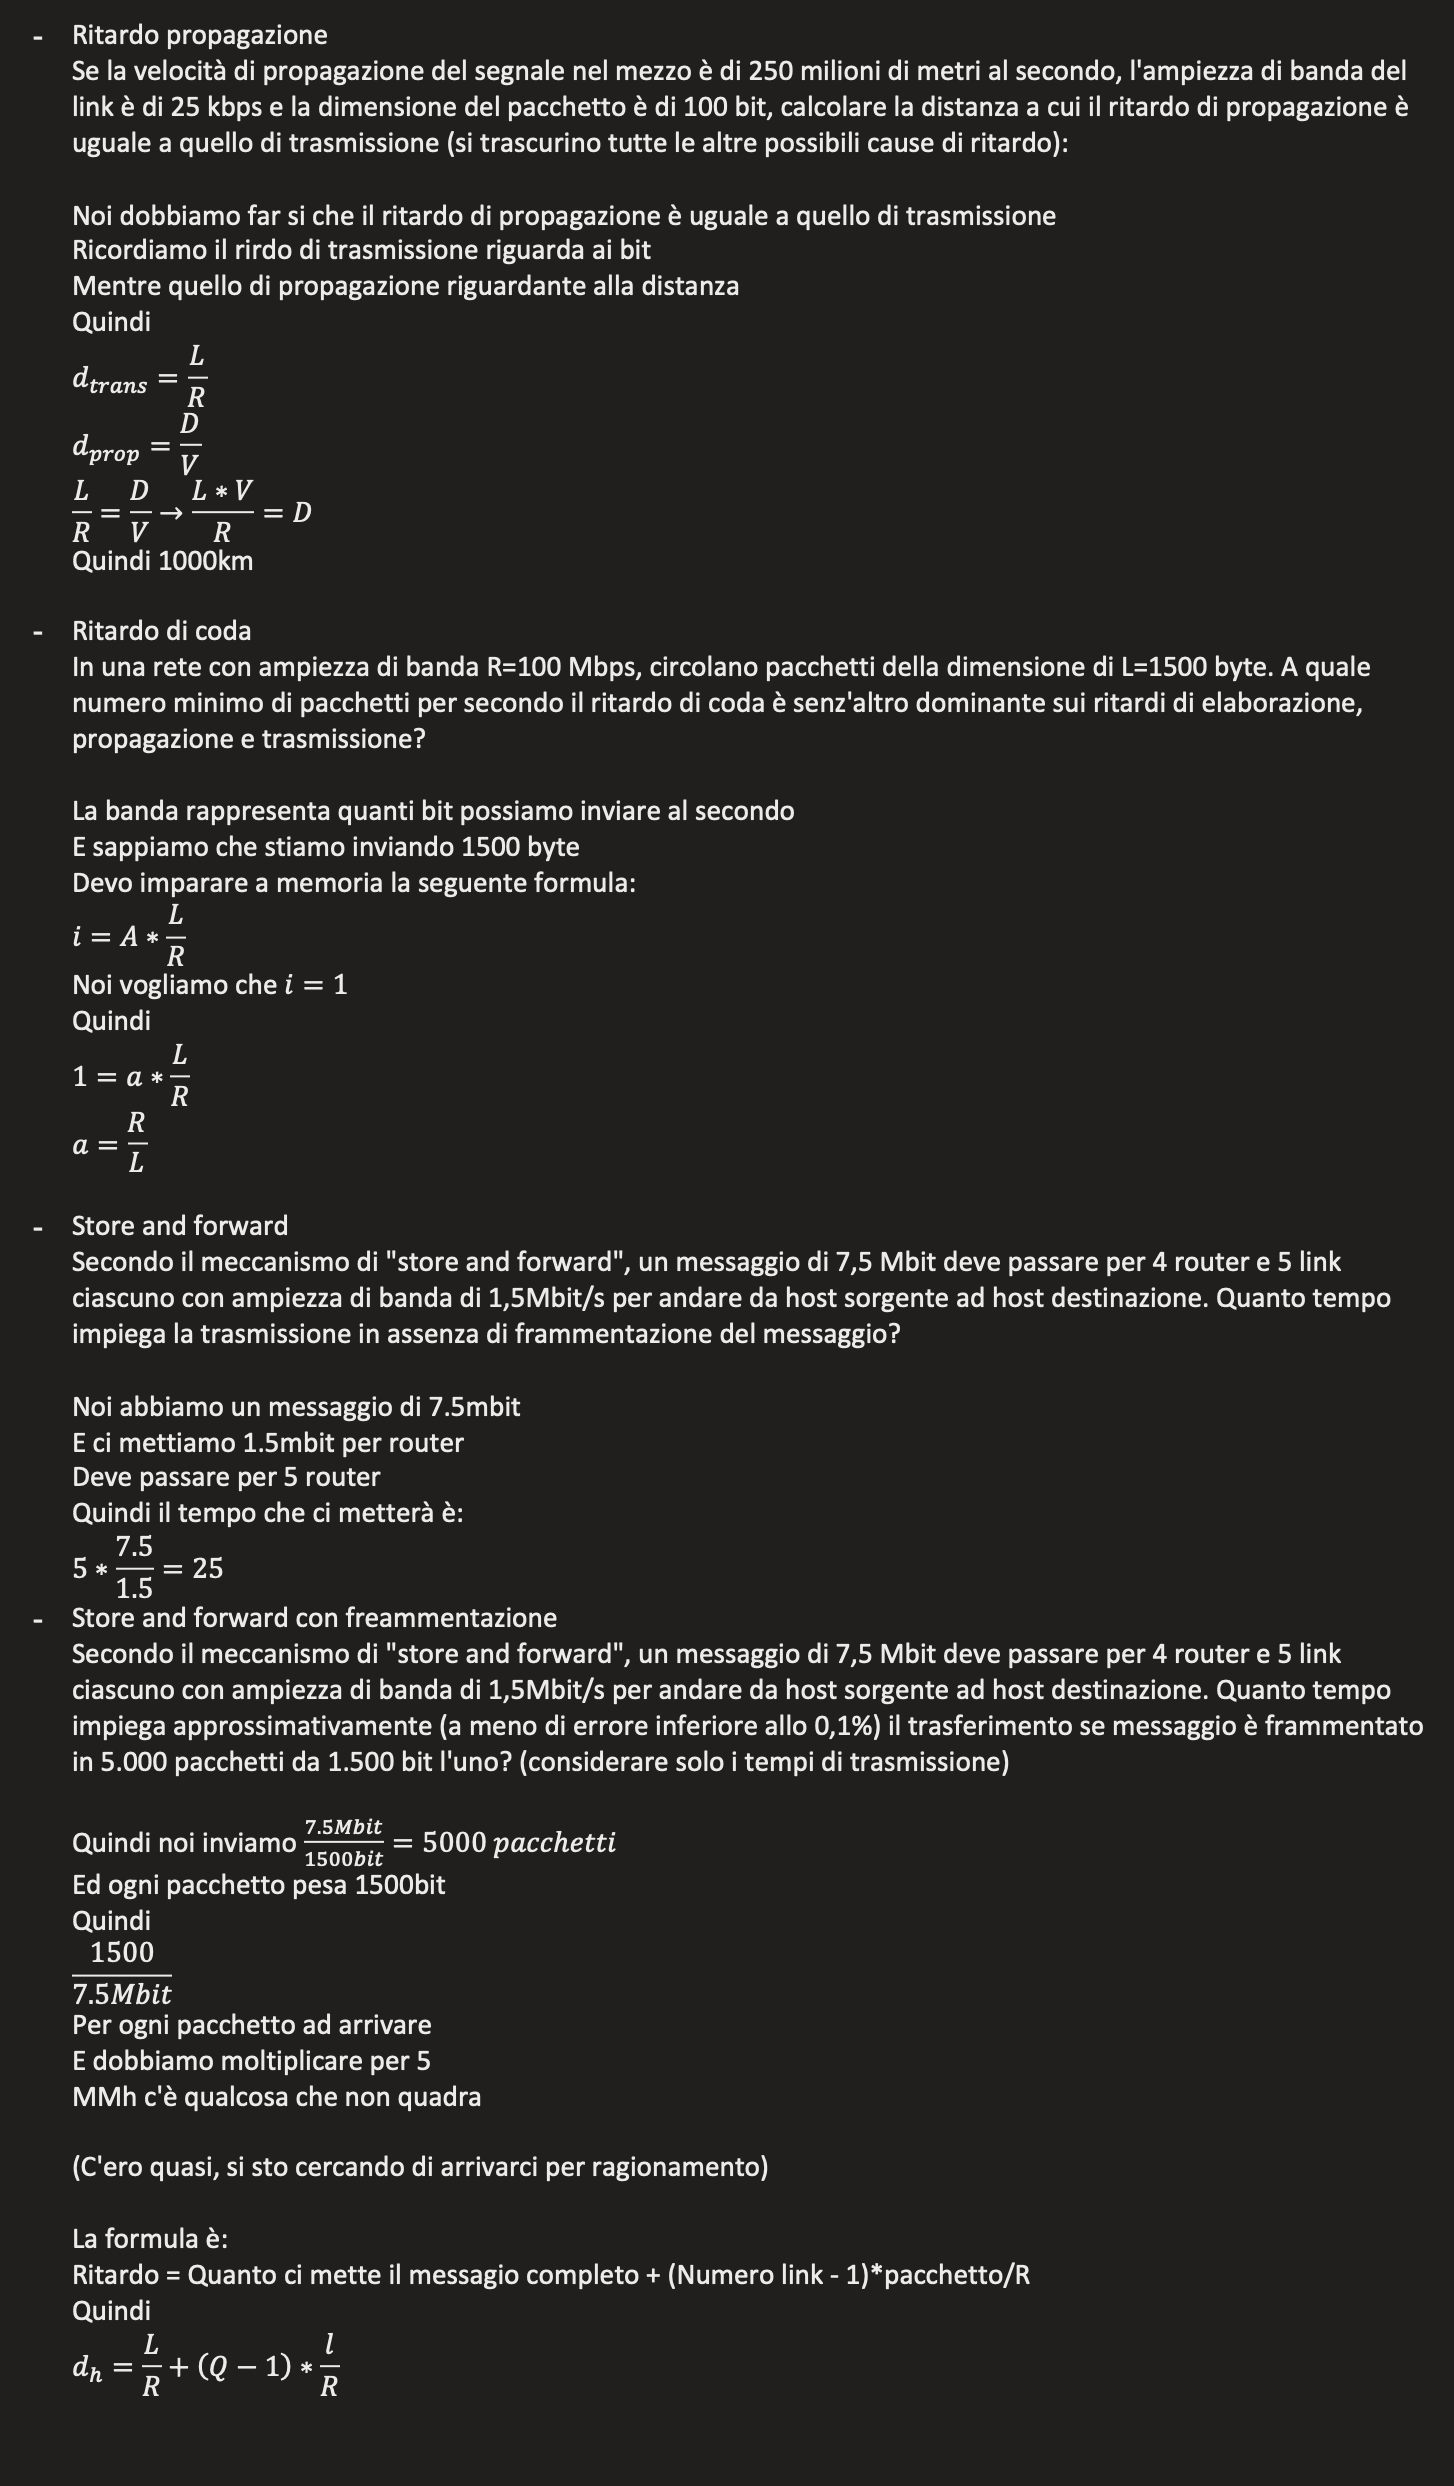 - Ritardo propagazione
Se la velocità di propagazione del segnale nel mezzo è di 250 milioni di metri al secondo, l'ampiezza di banda del
link è di 25 kbps e la dimensione del pacchetto è di 100 bit, calcolare la distanza a cui il ritardo di propagazione è
uguale a quello di trasmissione (si trascurino tutte le altre possibili cause di ritardo):
Noi dobbiamo far si che il ritardo di propagazione è uguale a quello di trasmissione
Ricordiamo il rirdo di trasmissione riguarda ai bit
Mentre quello di propagazione riguardante alla distanza
Quindi
d_trans = L/R
d_prop = D/V
L/R = D/V → L * V/R = D
Quindi 1000km
- Ritardo di coda
In una rete con ampiezza di banda R=100 Mbps, circolano pacchetti della dimensione di L=1500 byte. A quale
numero minimo di pacchetti per secondo il ritardo di coda è senz'altro dominante sui ritardi di elaborazione,
propagazione e trasmissione?
La banda rappresenta quanti bit possiamo inviare al secondo
E sappiamo che stiamo inviando 1500 byte
Devo imparare a memoria la seguente formula:
i = A * L/R
Noi vogliamo che i = 1
Quindi
1 = a * L/R
a = R/L
- Store and forward
Secondo il meccanismo di "store and forward", un messaggio di 7,5 Mbit deve passare per 4 router e 5 link
ciascuno con ampiezza di banda di 1,5Mbit/s per andare da host sorgente ad host destinazione. Quanto tempo
impiega la trasmissione in assenza di frammentazione del messaggio?
Noi abbiamo un messaggio di 7.5mbit
E ci mettiamo 1.5mbit per router
Deve passare per 5 router
Quindi il tempo che ci metterà è:
5 * 7.5/1.5 = 25
- Store and forward con freammentazione
Secondo il meccanismo di "store and forward", un messaggio di 7,5 Mbit deve passare per 4 router e 5 link
ciascuno con ampiezza di banda di 1,5Mbit/s per andare da host sorgente ad host destinazione. Quanto tempo
impiega approssimativamente (a meno di errore inferiore allo 0,1%) il trasferimento se messaggio è frammentato
in 5.000 pacchetti da 1.500 bit l'uno? (considerare solo i tempi di trasmissione)
Quindi noi inviamo 7.5Mbit/1500bit = 5000 pacchetti
Ed ogni pacchetto pesa 1500bit
Quindi
1500/7.5Mbit
Per ogni pacchetto ad arrivare
E dobbiamo moltiplicare per 5
MMh c'è qualcosa che non quadra
(C'ero quasi, si sto cercando di arrivarci per ragionamento)
La formula è:
Ritardo = Quanto ci mette il messagio completo + (Numero link - 1)*pacchetto/R
Quindi
d_h = L/R + (Q − 1) * l/R